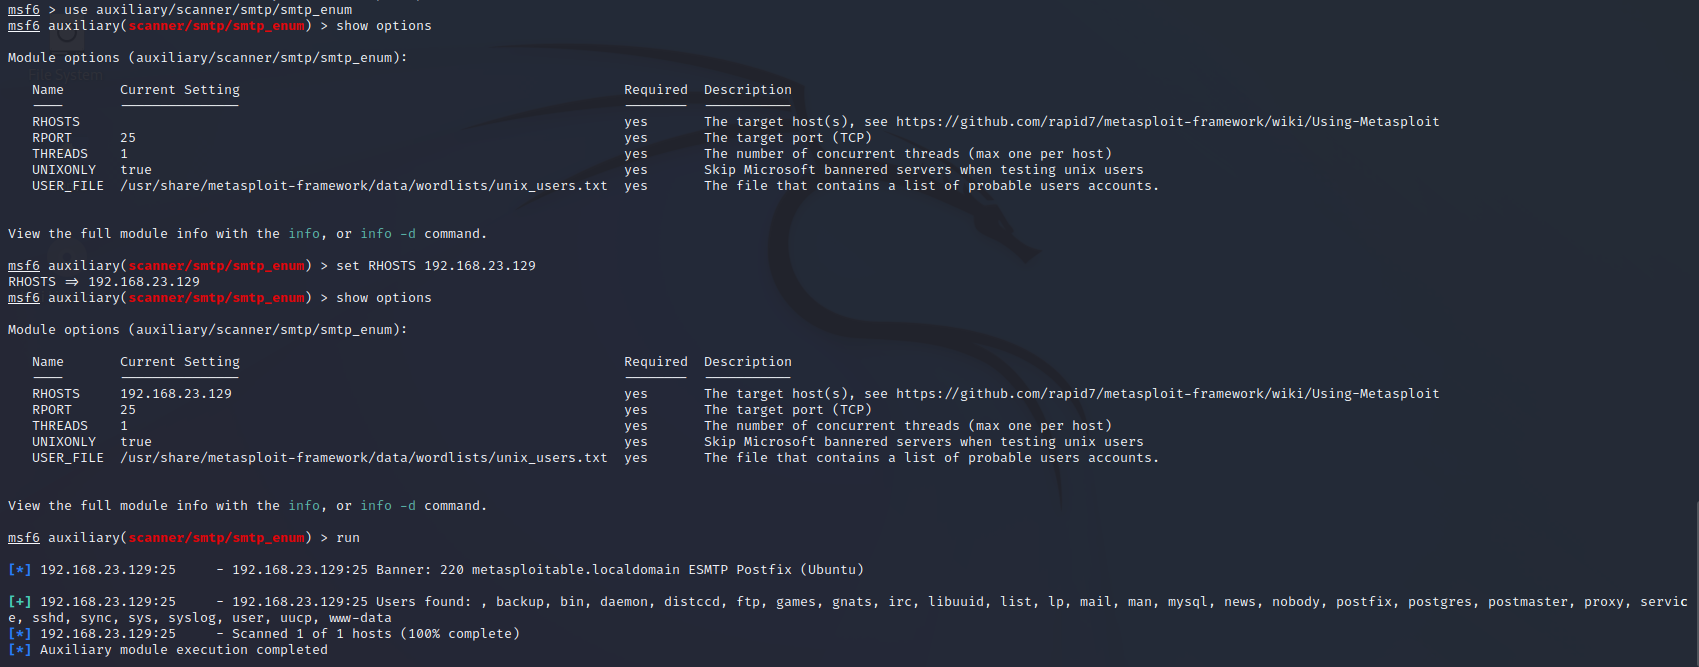 msf6 > use auxiliary/scanner/smtp/smtp_enum
msf6 auxiliary(scanner/smtp/smtp_enum) > show options
File System
Module options (auxiliary/scanner/smtp/smtp_enum):
Name Current Setting Required Description
RHOSTS yes The target host(s), see https://github.com/rapid7/metasploit-framework/wiki/Using-Metasploit
RPORT 25 yes The target port (TCP)
THREADS 1 yes The number of concurrent threads (max one per host)
UNIXONLY true yes Skip Microsoft bannered servers when testing unix users
USER_FILE /usr/share/metasploit-framework/data/wordlists/unix_users.txt yes The file that contains a list of probable users accounts.
View the full module info with the info, or info -d command.
msf6 auxiliary(scanner/smtp/smtp_enum) > set RHOSTS 192.168.23.129
RHOSTS => 192.168.23.129
msf6 auxiliary(scanner/smtp/smtp_enum) > show options
Module options (auxiliary/scanner/smtp/smtp_enum):
Name Current Setting Required Description
RHOSTS 192.168.23.129 yes The target host(s), see https://github.com/rapid7/metasploit-framework/wiki/Using-Metasploit
RPORT 25 yes The target port (TCP)
THREADS 1 yes The number of concurrent threads (max one per host)
UNIXONLY true yes Skip Microsoft bannered servers when testing unix users
USER_FILE /usr/share/metasploit-framework/data/wordlists/unix_users.txt yes The file that contains a list of probable users accounts.
View the full module info with the info, or info -d command.
msf6 auxiliary(scanner/smtp/smtp_enum) > run
[*] 192.168.23.129:25 - 192.168.23.129:25 Banner: 220 metasploitable.localdomain ESMTP Postfix (Ubuntu)
[+] 192.168.23.129:25 - 192.168.23.129:25 Users found: , backup, bin, daemon, distccd, ftp, games, gnats, irc, libuuid, list, lp, mail, man, mysql, news, nobody, postfix, postgres, postmaster, proxy, servic
e, sshd, sync, sys, syslog, user, uucp, www-data
[*] 192.168.23.129:25 - Scanned 1 of 1 hosts (100% complete)
[*] Auxiliary module execution completed